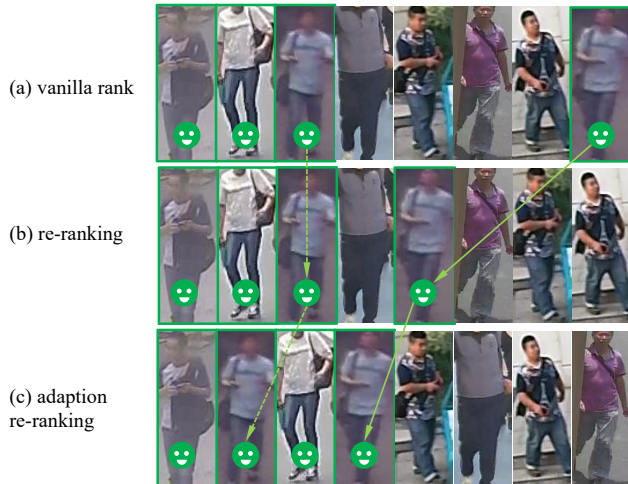 (a) vanilla rank
(b) re-ranking
(c) adaption
re-ranking